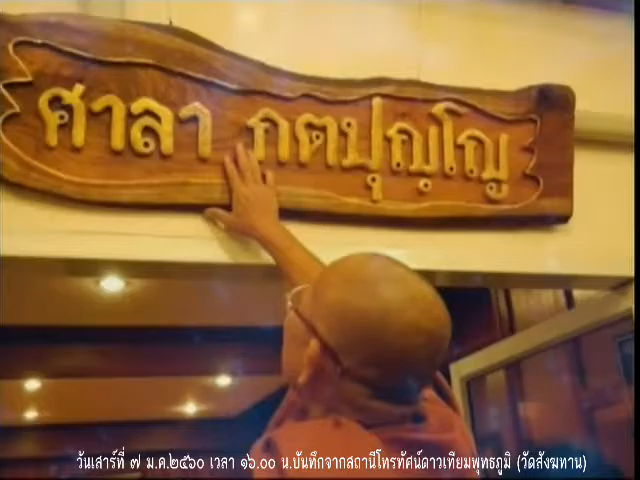 ศาลา กตปุญฺโญ
วันเสาร์ที่ ๗ ม.ค.๒๕๖๐ เวลา ๑๖.๐๐ น.บันทึกจากสถานีโทรทัศน์ดาวเทียมพุทธภูมิ (วัดสังฆทาน)